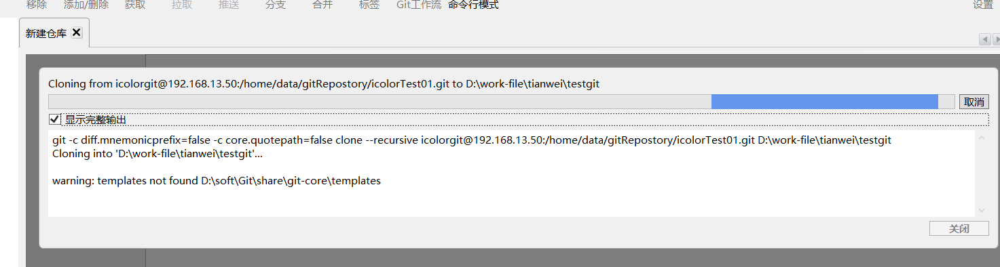 移除 添加/删除 获取 拉取 推送 分支 合并 标签 Git工作流 命令行模式 设置
新建仓库
Cloning from icolorgit@192.168.13.50:/home/data/gitRepostory/icolorTest01.git to D:\work-file\tianwei\testgit
取消
显示完整输出
git -c diff.mnemonicprefix=false -c core.quotepath=false clone --recursive icolorgit@192.168.13.50:/home/data/gitRepostory/icolorTest01.git D:\work-file\tianwei\testgit
Cloning into 'D:\work-file\tianwei\testgit'...
warning: templates not found D:\soft\Git\share\git-core\templates
关闭